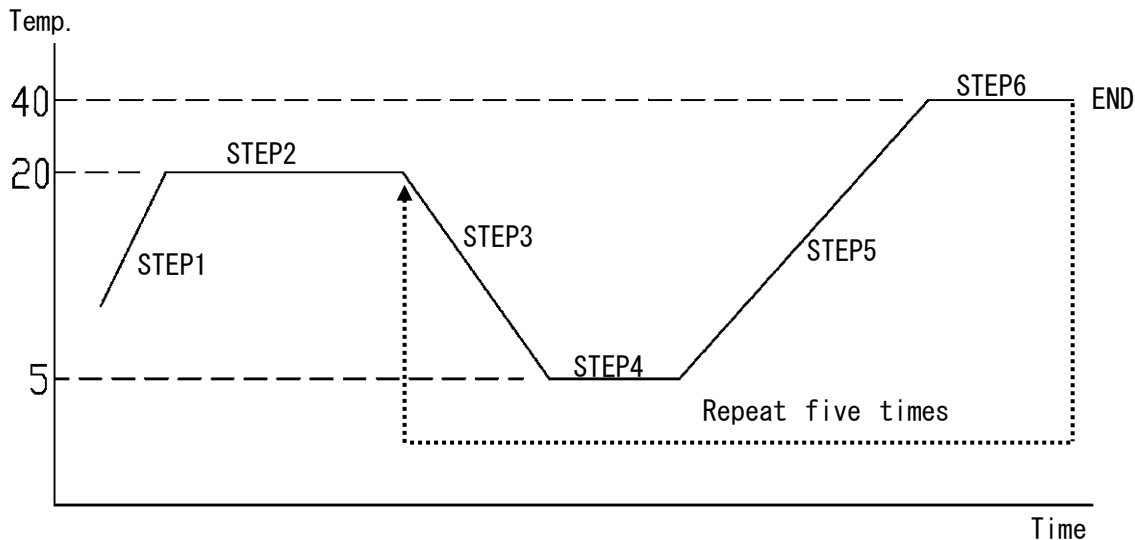 Temp.
40
STEP6
END
20
STEP2
STEP3
STEP1
STEP5
5
STEP4
Repeat five times
Time